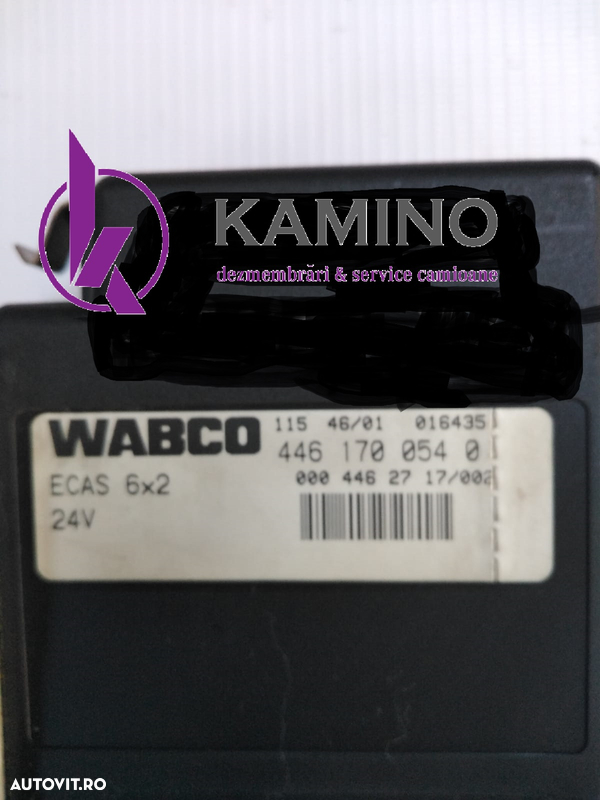 KAMINO
dezmembrări & service camioane
WABCO
115 46/01 016435
446 170 054 0
000 446 27 17/002
ECAS 6x2
24V
AUTOVIT.RO